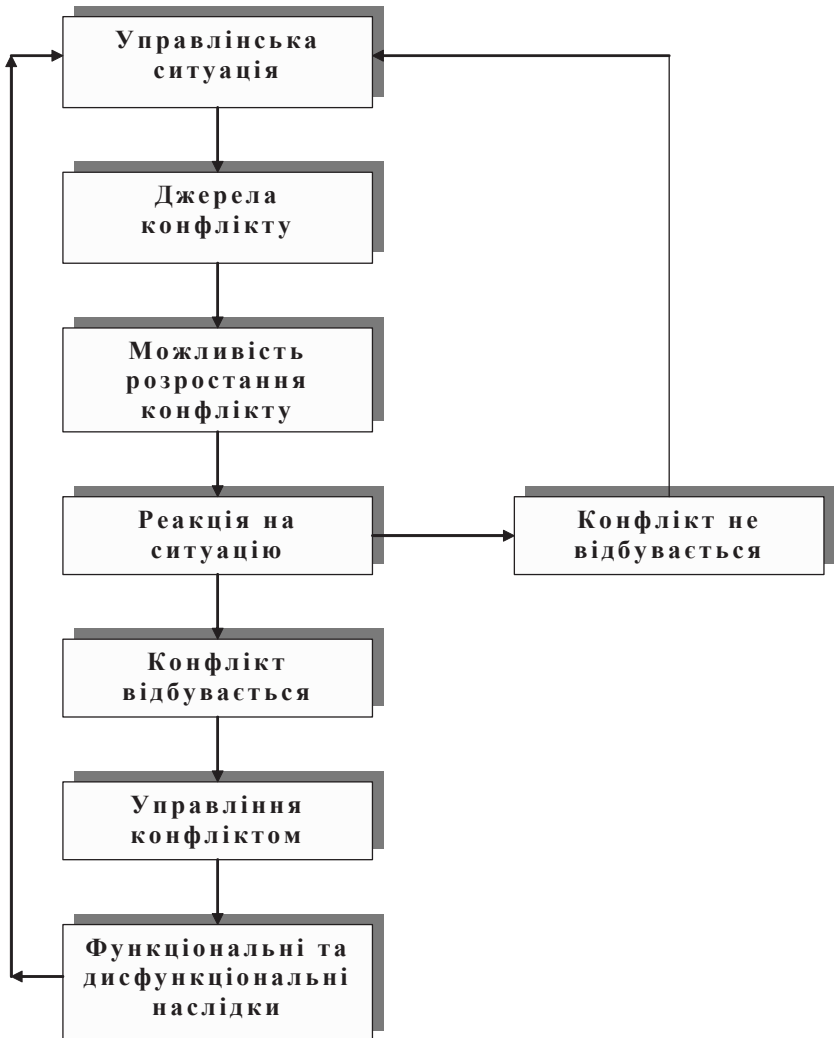 Управлінська
ситуація
Джерела
конфлікту
Можливість
розростання
конфлікту
Реакція на
ситуацію
Конфлікт не
відбувається
Конфлікт
відбувається
Управління
конфліктом
Функціональні та
дисфункціональні
наслідки